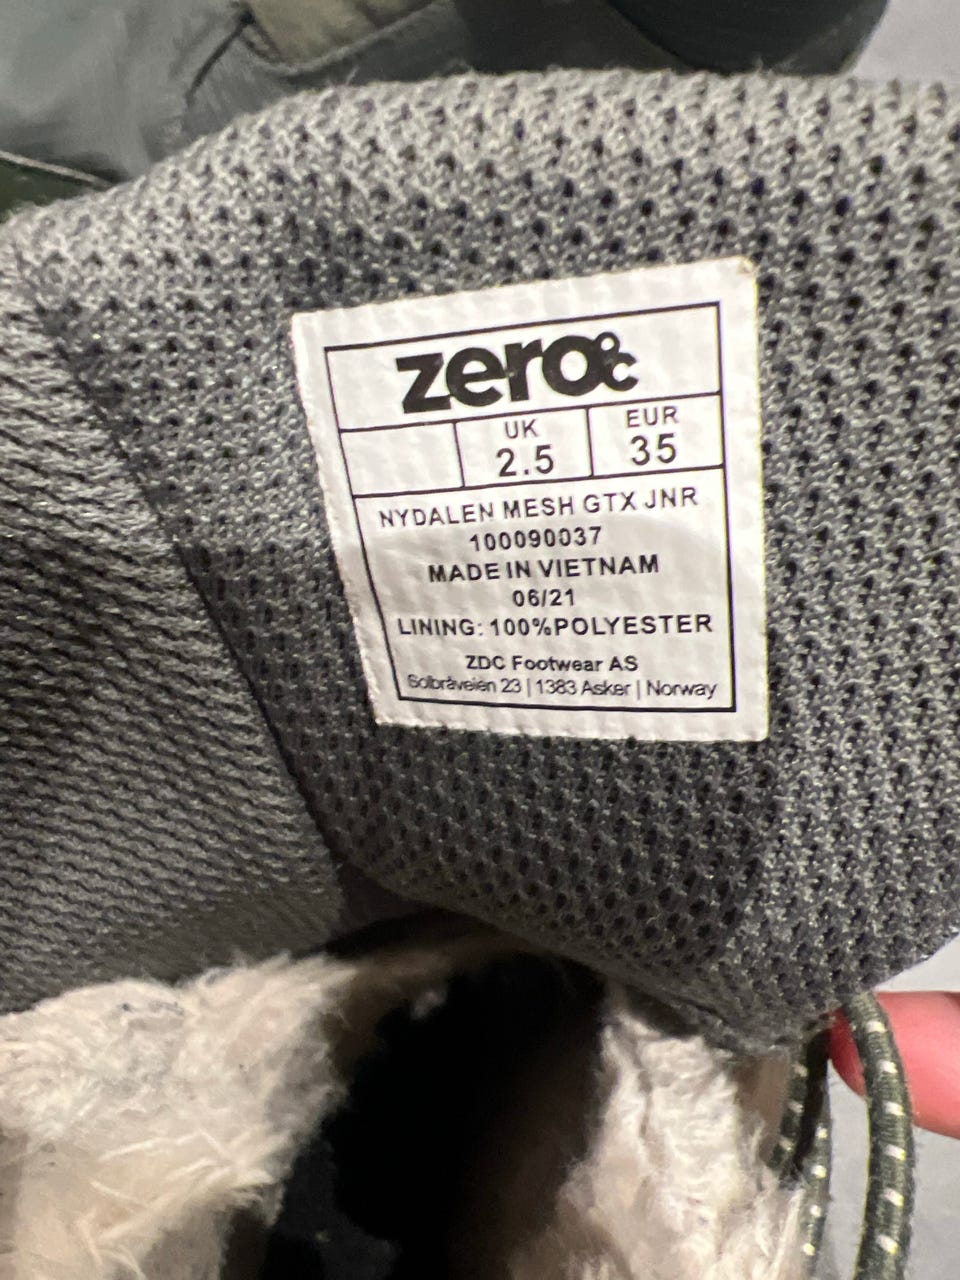 zero°c
UK EUR
2.5 35
NYDALEN MESH GTX JNR
100090037
MADE IN VIETNAM
06/21
LINING: 100%POLYESTER
ZDC Footwear AS
Solbråveien 23 | 1383 Asker | Norway